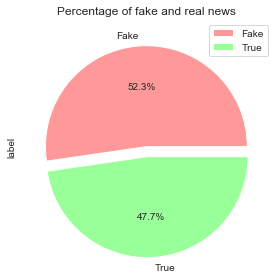 Percentage of fake and real news
Fake
Fake
True
52.3%
label
47.7%
True